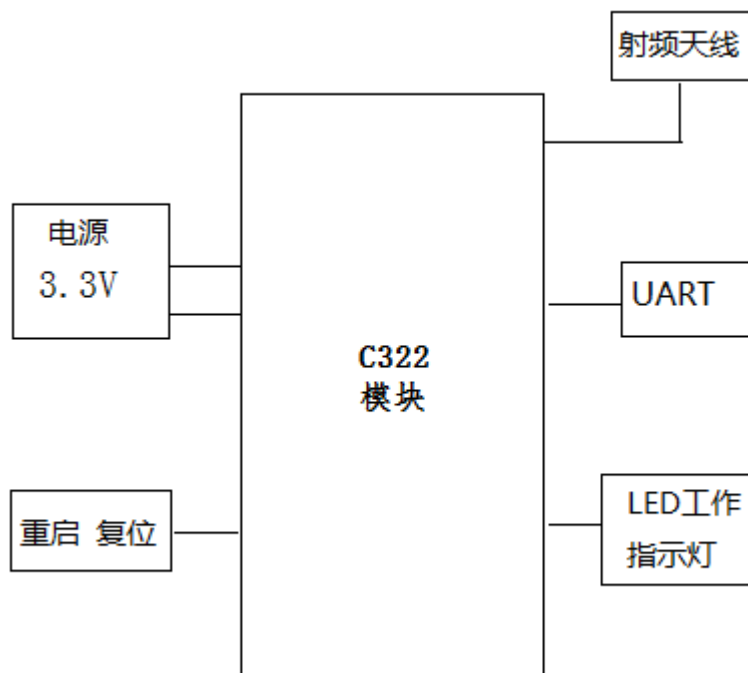 射频天线
电源
3.3V
UART
C322
模块
LED工作
指示灯
重启 复位